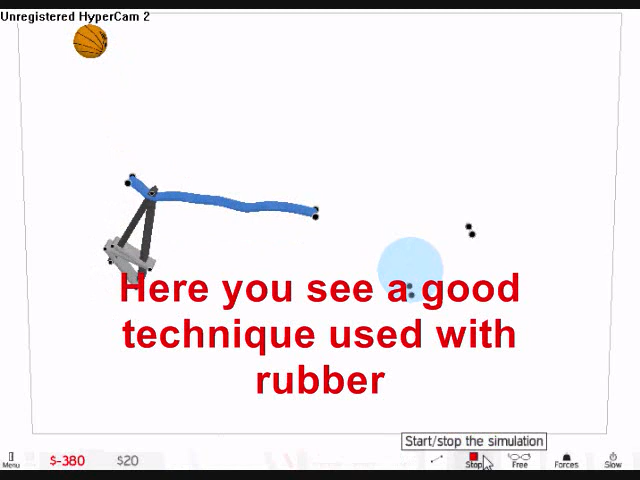 Unregistered HyperCam 2
Here you see a good
technique used with
rubber
Start/stop the simulation
Menu
$-380
$20
Stop
Free
Forces
Slow